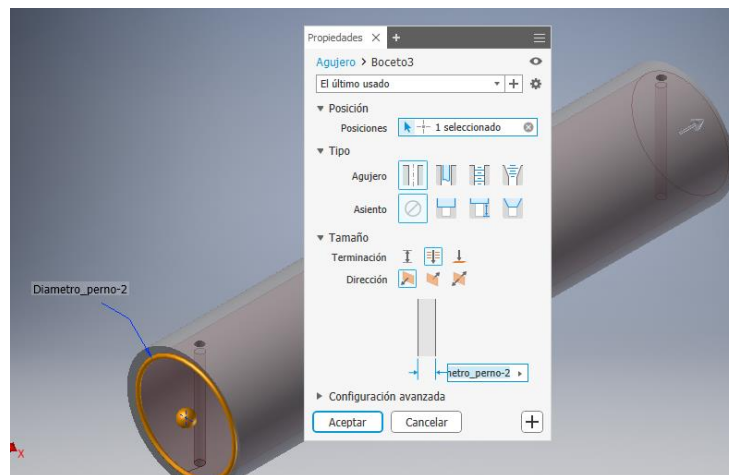 Propiedades × +
Agujero > Boceto3
El último usado
Posición
Posiciones 1 seleccionado
Tipo
Agujero
Asiento
Tamaño
Terminación
Dirección
Diametro_perno-2
netro_perno-2
Configuración avanzada
Aceptar Cancelar +
X